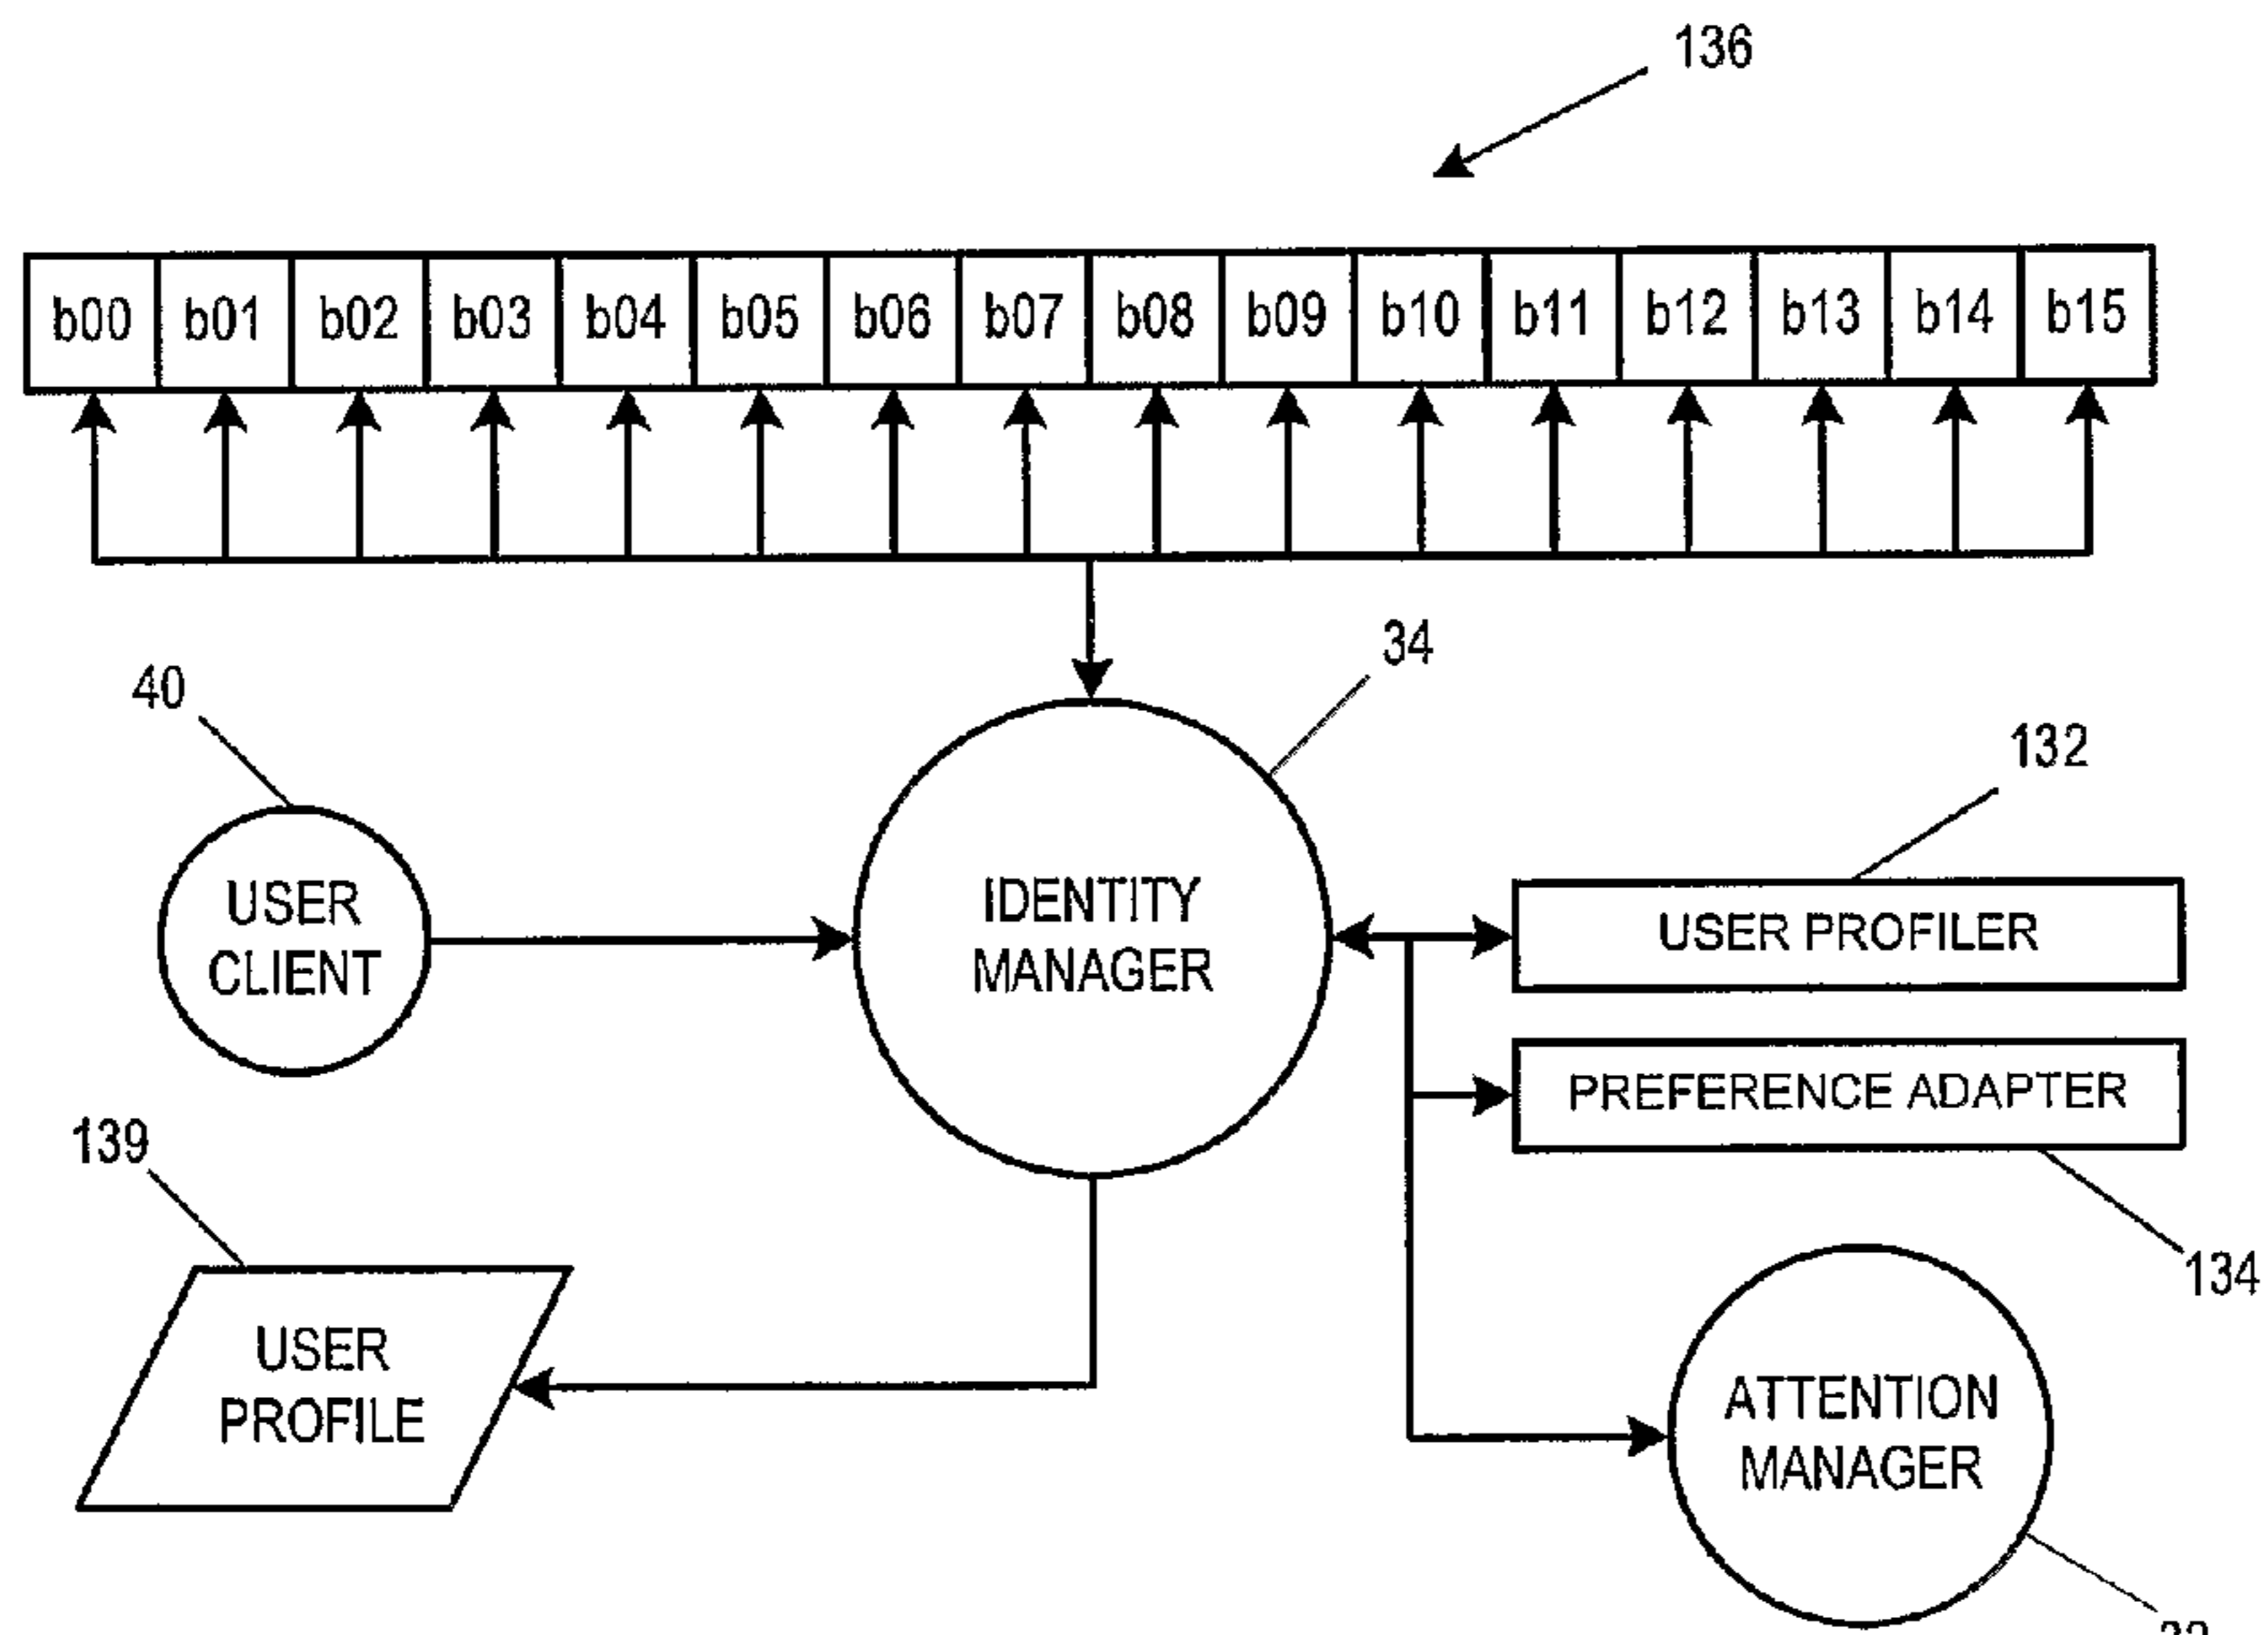 136
b00 b01 b02 b03 b04 b05 b06 b07 b08 b09 b10 b11 b12 b13 b14 b15
34
40
132
USER
CLIENT
IDENTITY
MANAGER
USER PROFILER
PREFERENCE ADAPTER
139
134
USER
PROFILE
ATTENTION
MANAGER